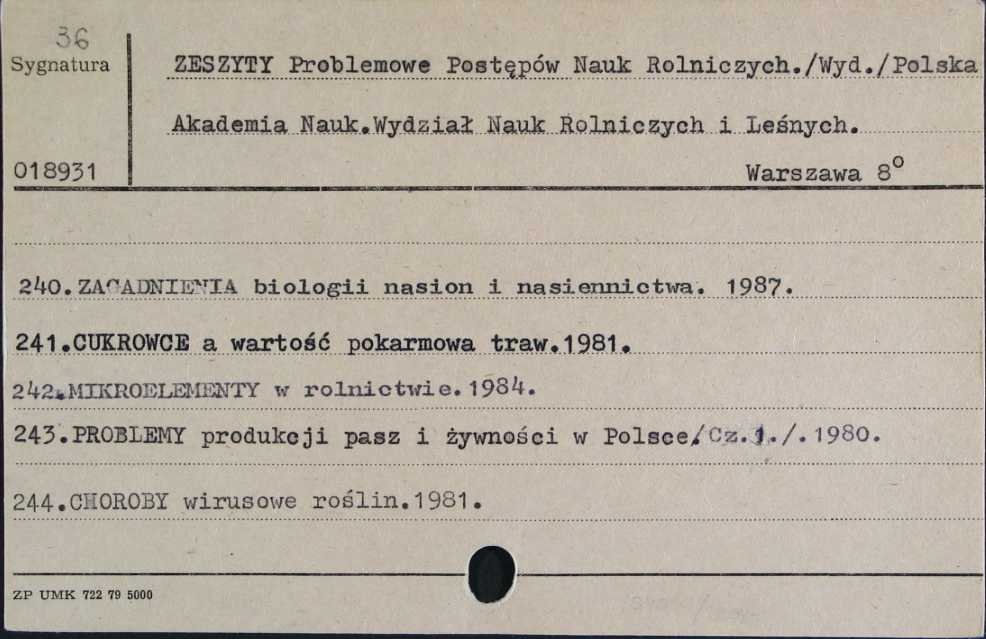 36
Sygnatura
ZESZYTY Problemowe Postępów Nauk Rolniczych./Wyd./Polska
Akademia Nauk.Wydział Nauk Rolniczych i Leśnych.
018931
Warszawa 8°
240.ZAGADNIENIA biologii nasion i nasiennictwa. 1987.
241.CUKROWCE a wartość pokarmowa traw.1981.
242.MIKROELEMENTY w rolnictwie.1984.
243.PROBLEMY produkcji pasz i żywności w Polsce/Cz.1./.1980.
244.CHOROBY wirusowe roślin.1981.
ZP UMK 722 79 5000